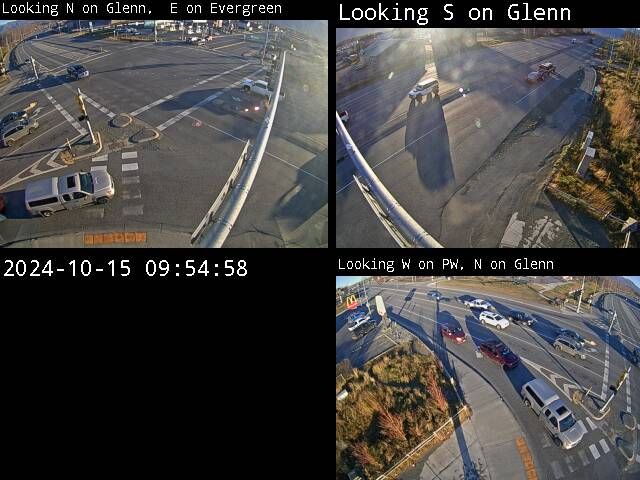 Looking N on Glenn,  E on Evergreen
Looking S on Glenn
2024-10-15 09:54:58
Looking W on PW, N on Glenn